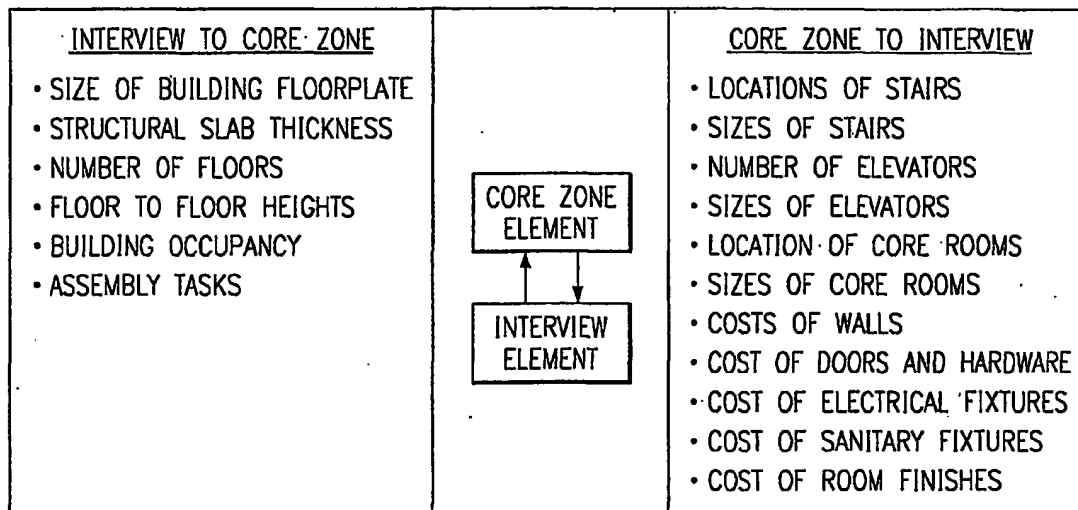 INTERVIEW TO CORE ZONE
• SIZE OF BUILDING FLOORPLATE
• STRUCTURAL SLAB THICKNESS
• NUMBER OF FLOORS
• FLOOR TO FLOOR HEIGHTS
• BUILDING OCCUPANCY
• ASSEMBLY TASKS
CORE ZONE
ELEMENT
INTERVIEW
ELEMENT
CORE ZONE TO INTERVIEW
• LOCATIONS OF STAIRS
• SIZES OF STAIRS
• NUMBER OF ELEVATORS
• SIZES OF ELEVATORS
• LOCATION OF CORE ROOMS
• SIZES OF CORE ROOMS
• COSTS OF WALLS
• COST OF DOORS AND HARDWARE
• COST OF ELECTRICAL FIXTURES
• COST OF SANITARY FIXTURES
• COST OF ROOM FINISHES